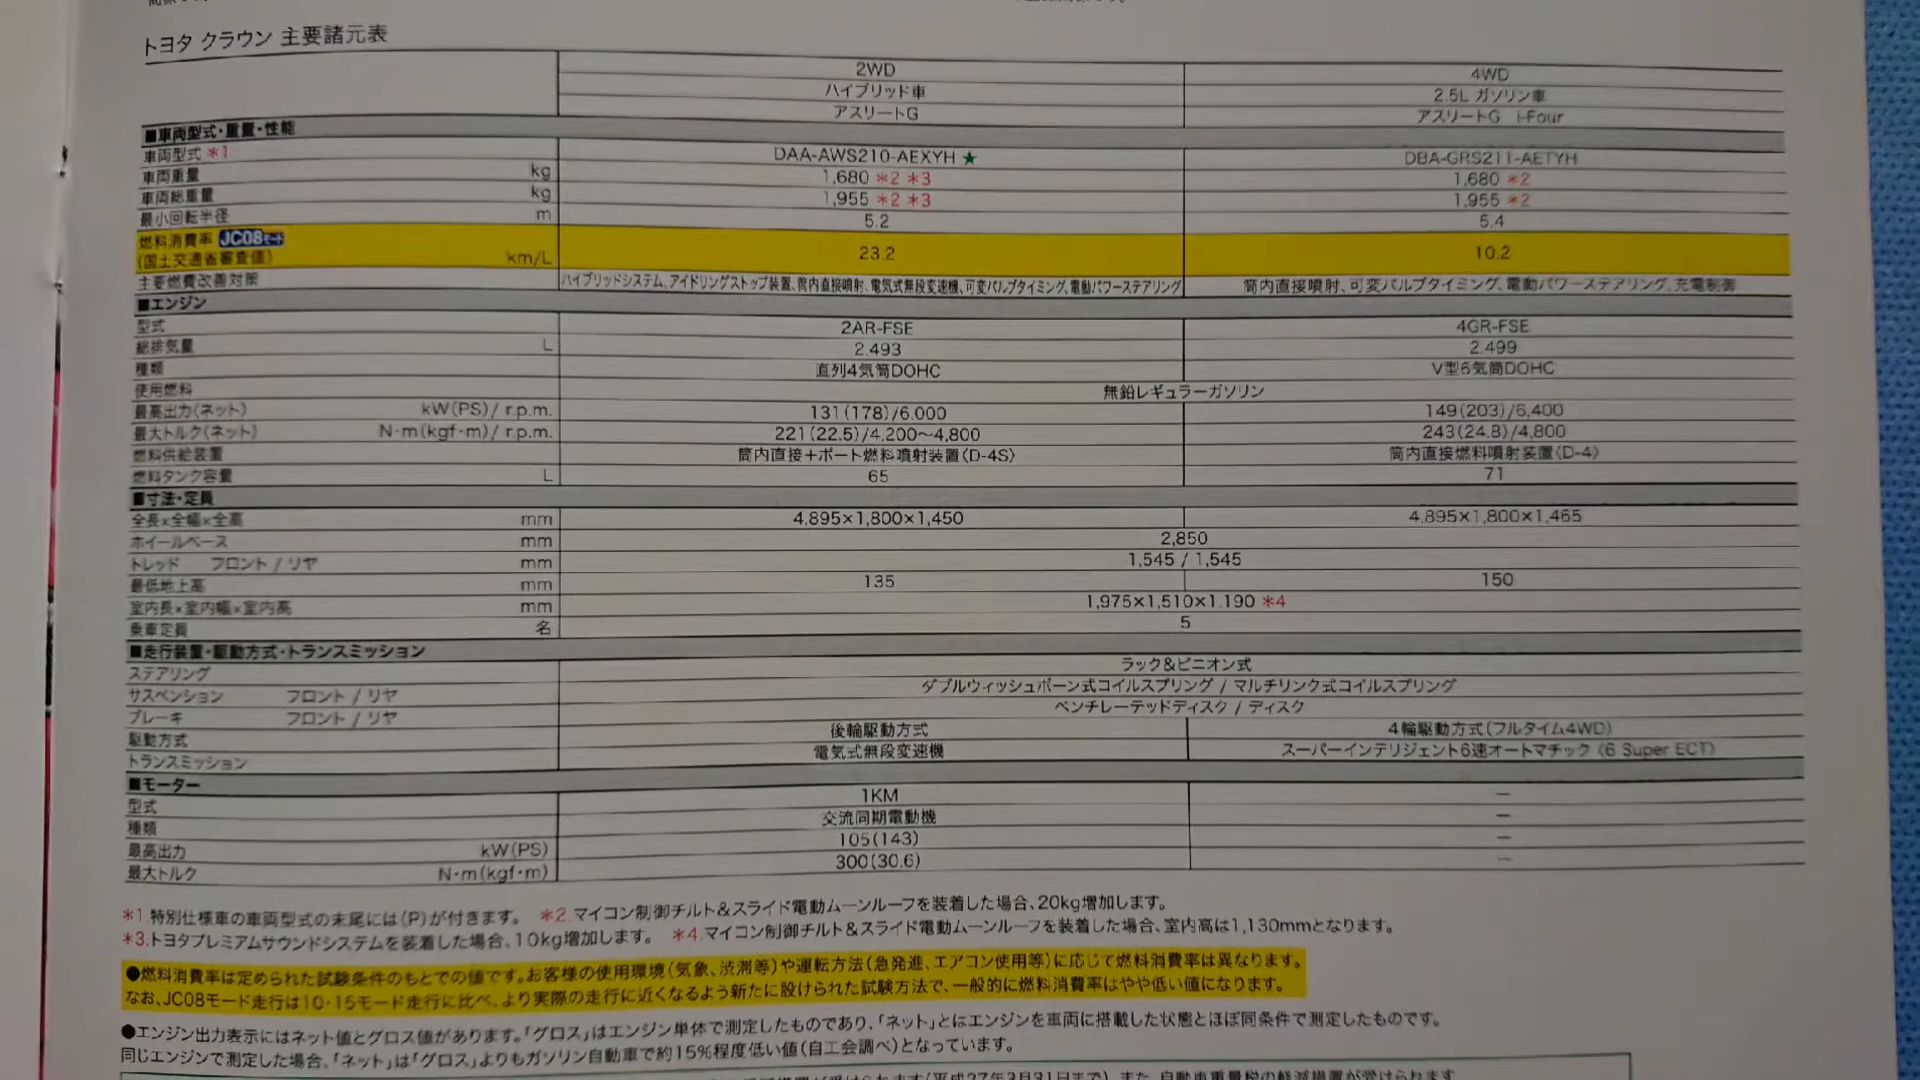 トヨタ クラウン 主要諸元表
2WD 4WD
ハイブリッド車 2.5L ガソリン車
アスリートG アスリートG i-Four
■車両型式・重量・性能
車両型式 *1 DAA-AWS210-AEXYH★ DBA-GRS211-AETYH
車両重量 kg 1,680 *2 *3 1,680 *2
車両総重量 kg 1,955 *2 *3 1,955 *2
最小回転半径 m 5.2 5.4
燃料消費率 JC08モード
(国土交通省審査値) km/L 23.2 10.2
主要燃費改善対策 ハイブリッドシステム、アイドリングストップ装置、筒内直接噴射、電気式無段変速機、可変バルブタイミング、電動パワーステアリング 筒内直接噴射、可変バルブタイミング、電動パワーステアリング、充電制御
■エンジン
型式 2AR-FSE 4GR-FSE
総排気量 L 2.493 2.499
種類 直列4気筒DOHC V型6気筒DOHC
使用燃料 無鉛レギュラーガソリン
最高出力〈ネット〉 kW(PS)/ r.p.m. 131(178)/6,000 149(203)/6,400
最大トルク〈ネット〉 N・m(kgf・m)/ r.p.m. 221(22.5)/4,200〜4,800 243(24.8)/4,800
燃料供給装置 筒内直接+ポート燃料噴射装置〈D-4S〉 筒内直接燃料噴射装置〈D-4〉
燃料タンク容量 L 65 71
■寸法・定員
全長×全幅×全高 mm 4,895×1,800×1,450 4,895×1,800×1,465
ホイールベース mm 2,850
トレッド フロント / リヤ mm 1,545 / 1,545
最低地上高 mm 135 150
室内長×室内幅×室内高 mm 1,975×1,510×1,190 *4
乗車定員 名 5
■走行装置・駆動方式・トランスミッション
ステアリング ラック&ピニオン式
サスペンション フロント / リヤ ダブルウィッシュボーン式コイルスプリング / マルチリンク式コイルスプリング
ブレーキ フロント / リヤ ベンチレーテッドディスク / ディスク
駆動方式 後輪駆動方式 4輪駆動方式(フルタイム4WD)
トランスミッション 電気式無段変速機 スーパーインテリジェント6速オートマチック〈6 Super ECT〉
■モーター
型式 1KM −
種類 交流同期電動機 −
最高出力 kW(PS) 105(143) −
最大トルク N・m(kgf・m) 300(30.6) −
*1.特別仕様車の車両型式の末尾には(P)が付きます。 *2.マイコン制御チルト&スライド電動ムーンルーフを装着した場合、20kg増加します。
*3.トヨタプレミアムサウンドシステムを装着した場合、10kg増加します。 *4.マイコン制御チルト&スライド電動ムーンルーフを装着した場合、室内高は1,130mmとなります。
●燃料消費率は定められた試験条件のもとでの値です。お客様の使用環境(気象、渋滞等)や運転方法(急発進、エアコン使用等)に応じて燃料消費率は異なります。
なお、JC08モード走行は10・15モード走行に比べ、より実際の走行に近くなるよう新たに設けられた試験方法で、一般的に燃料消費率はやや低い値になります。
●エンジン出力表示にはネット値とグロス値があります。「グロス」はエンジン単体で測定したものであり、「ネット」とはエンジンを車両に搭載した状態とほぼ同条件で測定したものです。
同じエンジンで測定した場合、「ネット」は「グロス」よりもガソリン自動車で約15%程度低い値(自工会調べ)となっています。
(平成27年3月31日まで)。また、自動車重量税の軽減措置が受けられます